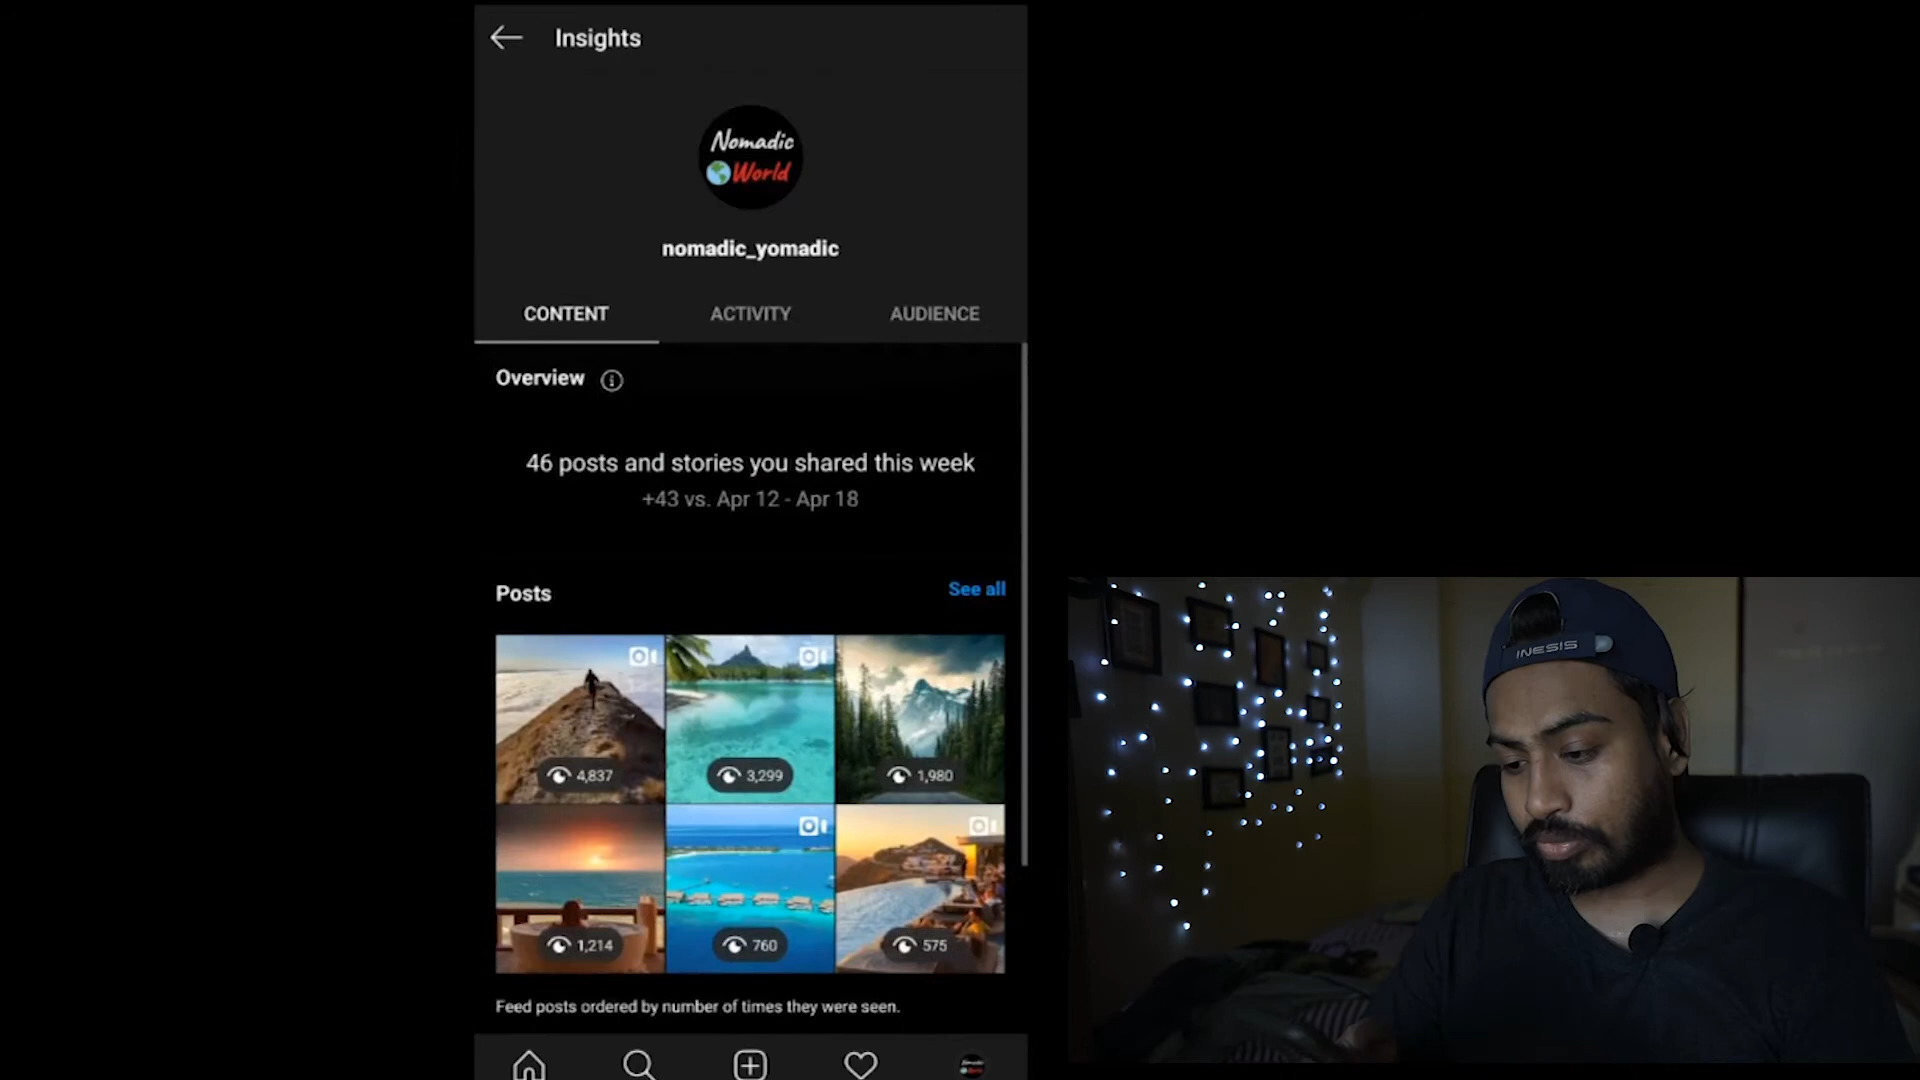 Insights
Nomadic
World
nomadic_yomadic
CONTENT
ACTIVITY
AUDIENCE
Overview
46 posts and stories you shared this week
+43 vs. Apr 12 - Apr 18
Posts
See all
4,837
3,299
1,980
1,214
760
575
Feed posts ordered by number of times they were seen.
INESIS